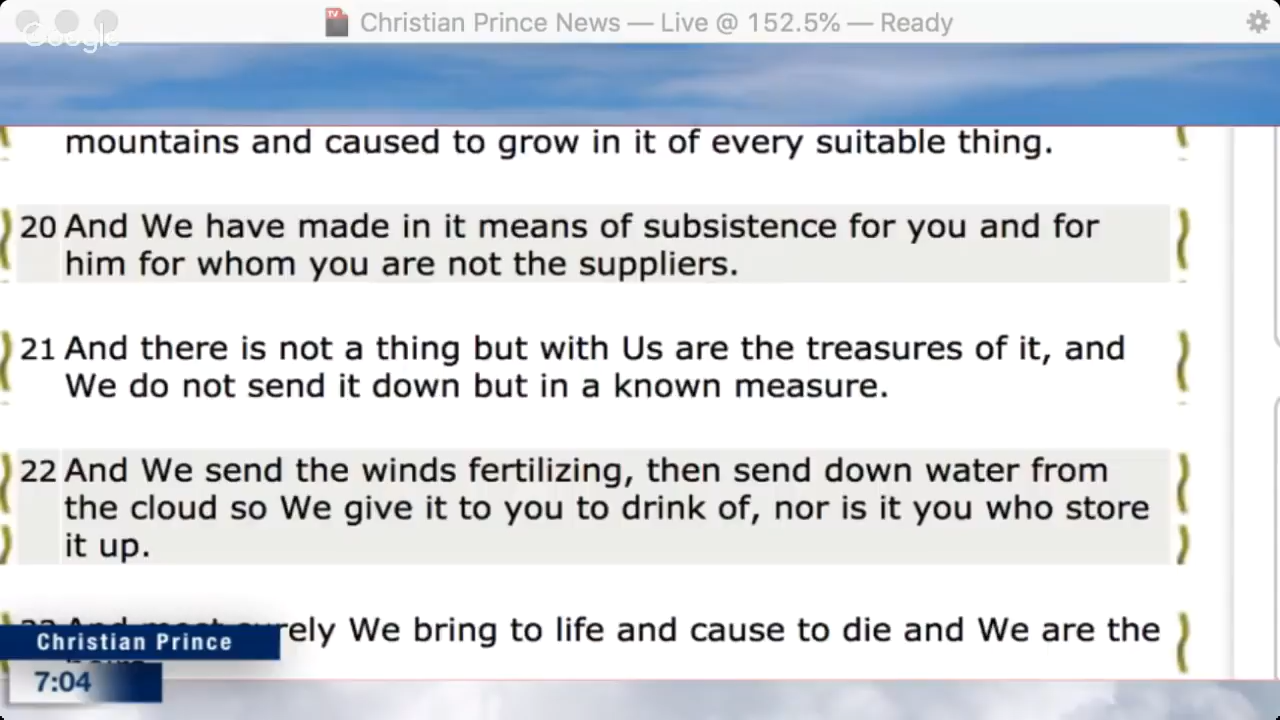 Christian Prince News — Live @ 152.5% — Ready
Google
mountains and caused to grow in it of every suitable thing.
20 And We have made in it means of subsistence for you and for
him for whom you are not the suppliers.
21 And there is not a thing but with Us are the treasures of it, and
We do not send it down but in a known measure.
22 And We send the winds fertilizing, then send down water from
the cloud so We give it to you to drink of, nor is it you who store
it up.
23 And most surely We bring to life and cause to die and We are the
Christian Prince
7:04